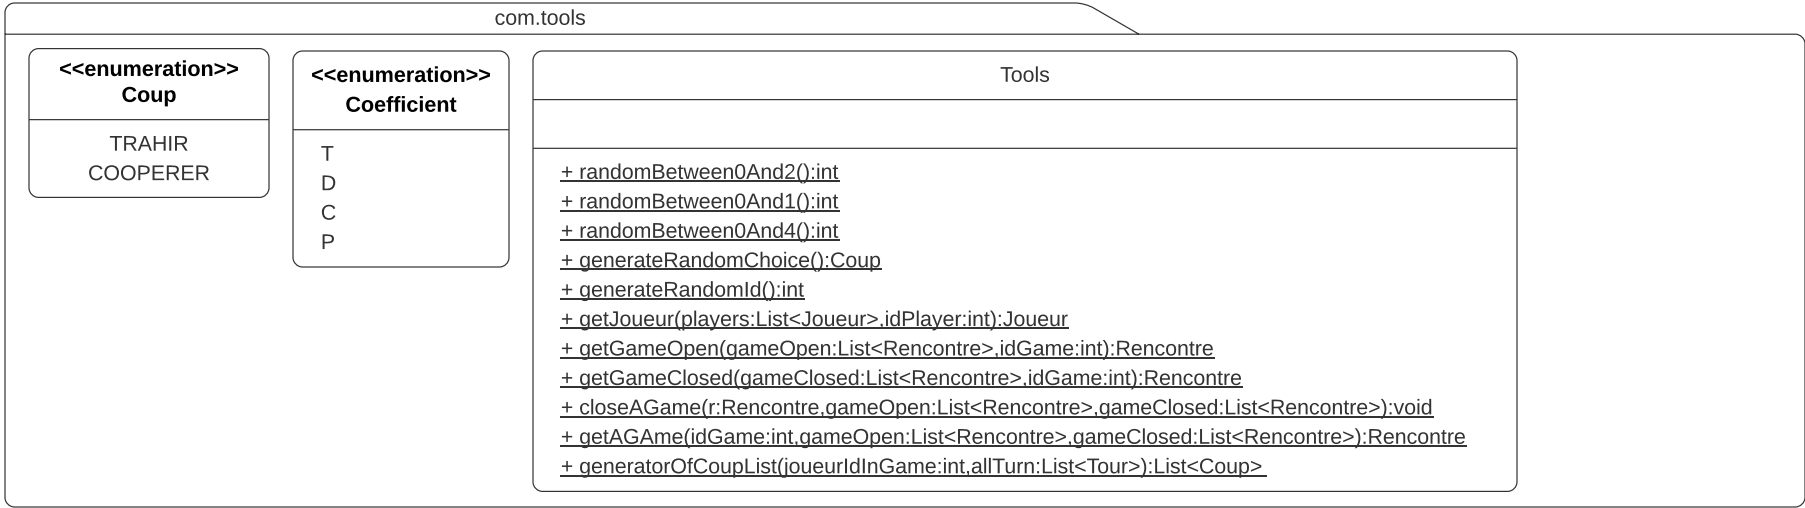 com.tools
<<enumeration>>
Coup
TRAHIR
COOPERER
<<enumeration>>
Coefficient
T
D
C
P
Tools
+ randomBetween0And2():int
+ randomBetween0And1():int
+ randomBetween0And4():int
+ generateRandomChoice():Coup
+ generateRandomId():int
+ getJoueur(players:List<Joueur>,idPlayer:int):Joueur
+ getGameOpen(gameOpen:List<Rencontre>,idGame:int):Rencontre
+ getGameClosed(gameClosed:List<Rencontre>,idGame:int):Rencontre
+ closeAGame(r:Rencontre,gameOpen:List<Rencontre>,gameClosed:List<Rencontre>):void
+ getAGAme(idGame:int,gameOpen:List<Rencontre>,gameClosed:List<Rencontre>):Rencontre
+ generatorOfCoupList(joueurIdInGame:int,allTurn:List<Tour>):List<Coup>